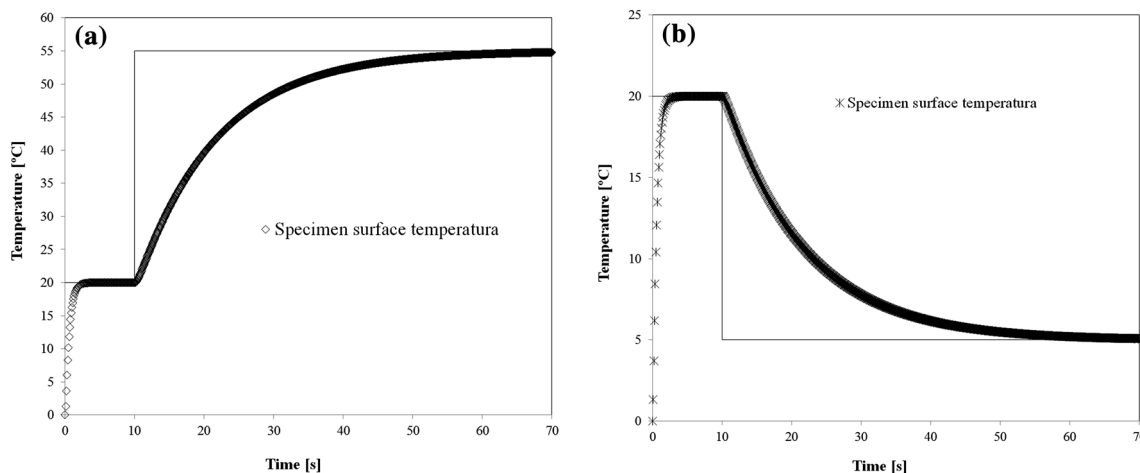 (a)
60
55
50
45
40
35
30
25
20
15
10
5
0
Temperature [°C]
◇ Specimen surface temperatura
0 10 20 30 40 50 60 70
Time [s]
(b)
25
20
15
10
5
0
Temperature [°C]
Specimen surface temperatura
0 10 20 30 40 50 60 70
Time [s]